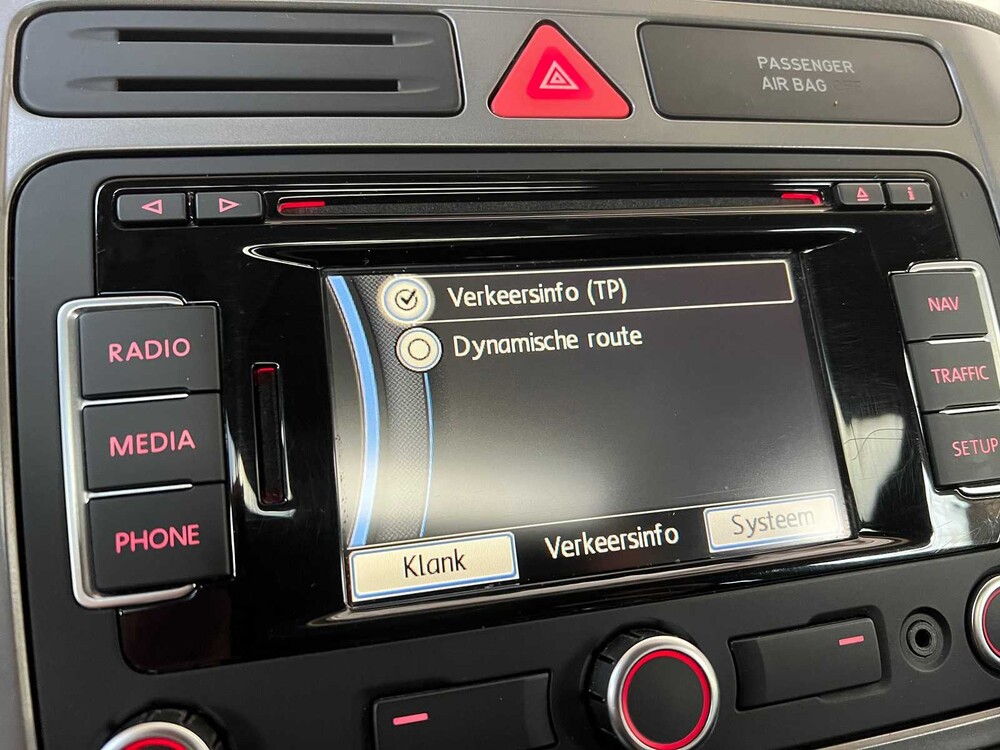 PASSENGER
AIR BAG
i
RADIO
MEDIA
PHONE
Verkeersinfo (TP)
Dynamische route
Klank
Verkeersinfo
Systeem
NAV
TRAFFIC
SETUP